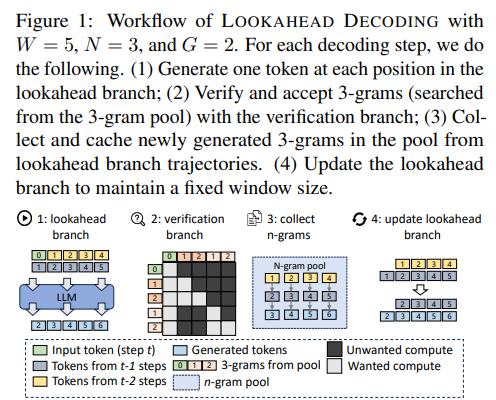 Figure 1: Workflow of LOOKAHEAD DECODING with
W = 5, N = 3, and G = 2. For each decoding step, we do
the following. (1) Generate one token at each position in the
lookahead branch; (2) Verify and accept 3-grams (searched
from the 3-gram pool) with the verification branch; (3) Col-
lect and cache newly generated 3-grams in the pool from
lookahead branch trajectories. (4) Update the lookahead
branch to maintain a fixed window size.
1: lookahead
branch
2: verification
branch
3: collect
n-grams
4: update lookahead
branch
0 1 2 3 4
1 2 3 4 5
LLM
2 3 4 5 6
0 1 2 1 2
0
1
2
1
2
N-gram pool
1 2 3 4
2 3 4 5
3 4 5 6
1 2 3 4
1 2 3 4 5
2 3 4 5
2 3 4 5 6
Input token (step t)
Generated tokens
Unwanted compute
Tokens from t-1 steps
0 1 2 3-grams from pool
Wanted compute
Tokens from t-2 steps
n-gram pool